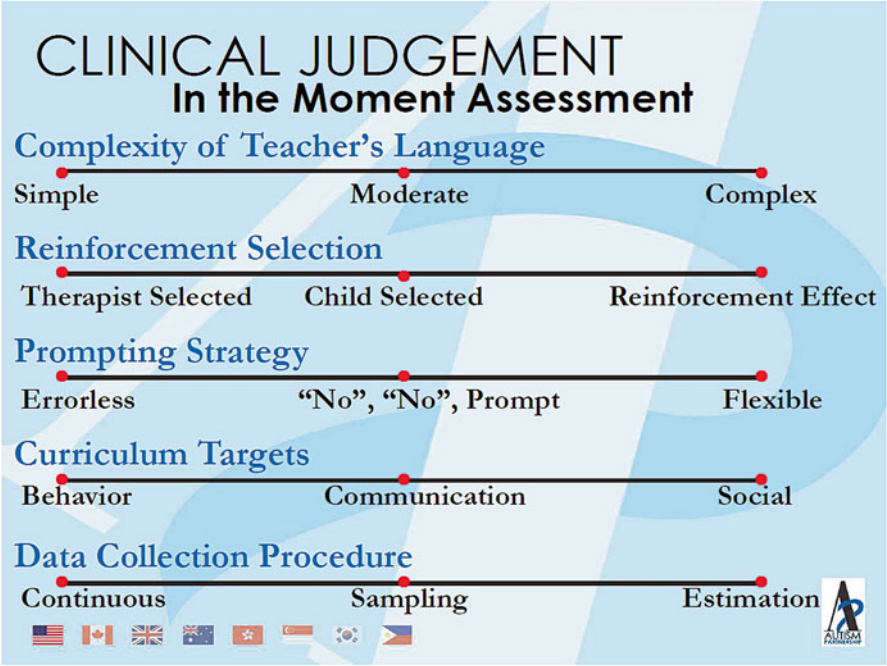 CLINICAL JUDGEMENT
In the Moment Assessment
Complexity of Teacher's Language
Simple Moderate Complex
Reinforcement Selection
Therapist Selected Child Selected Reinforcement Effect
Prompting Strategy
Errorless “No”, “No”, Prompt Flexible
Curriculum Targets
Behavior Communication Social
Data Collection Procedure
Continuous Sampling Estimation
AUTISM
PARTNERSHIP